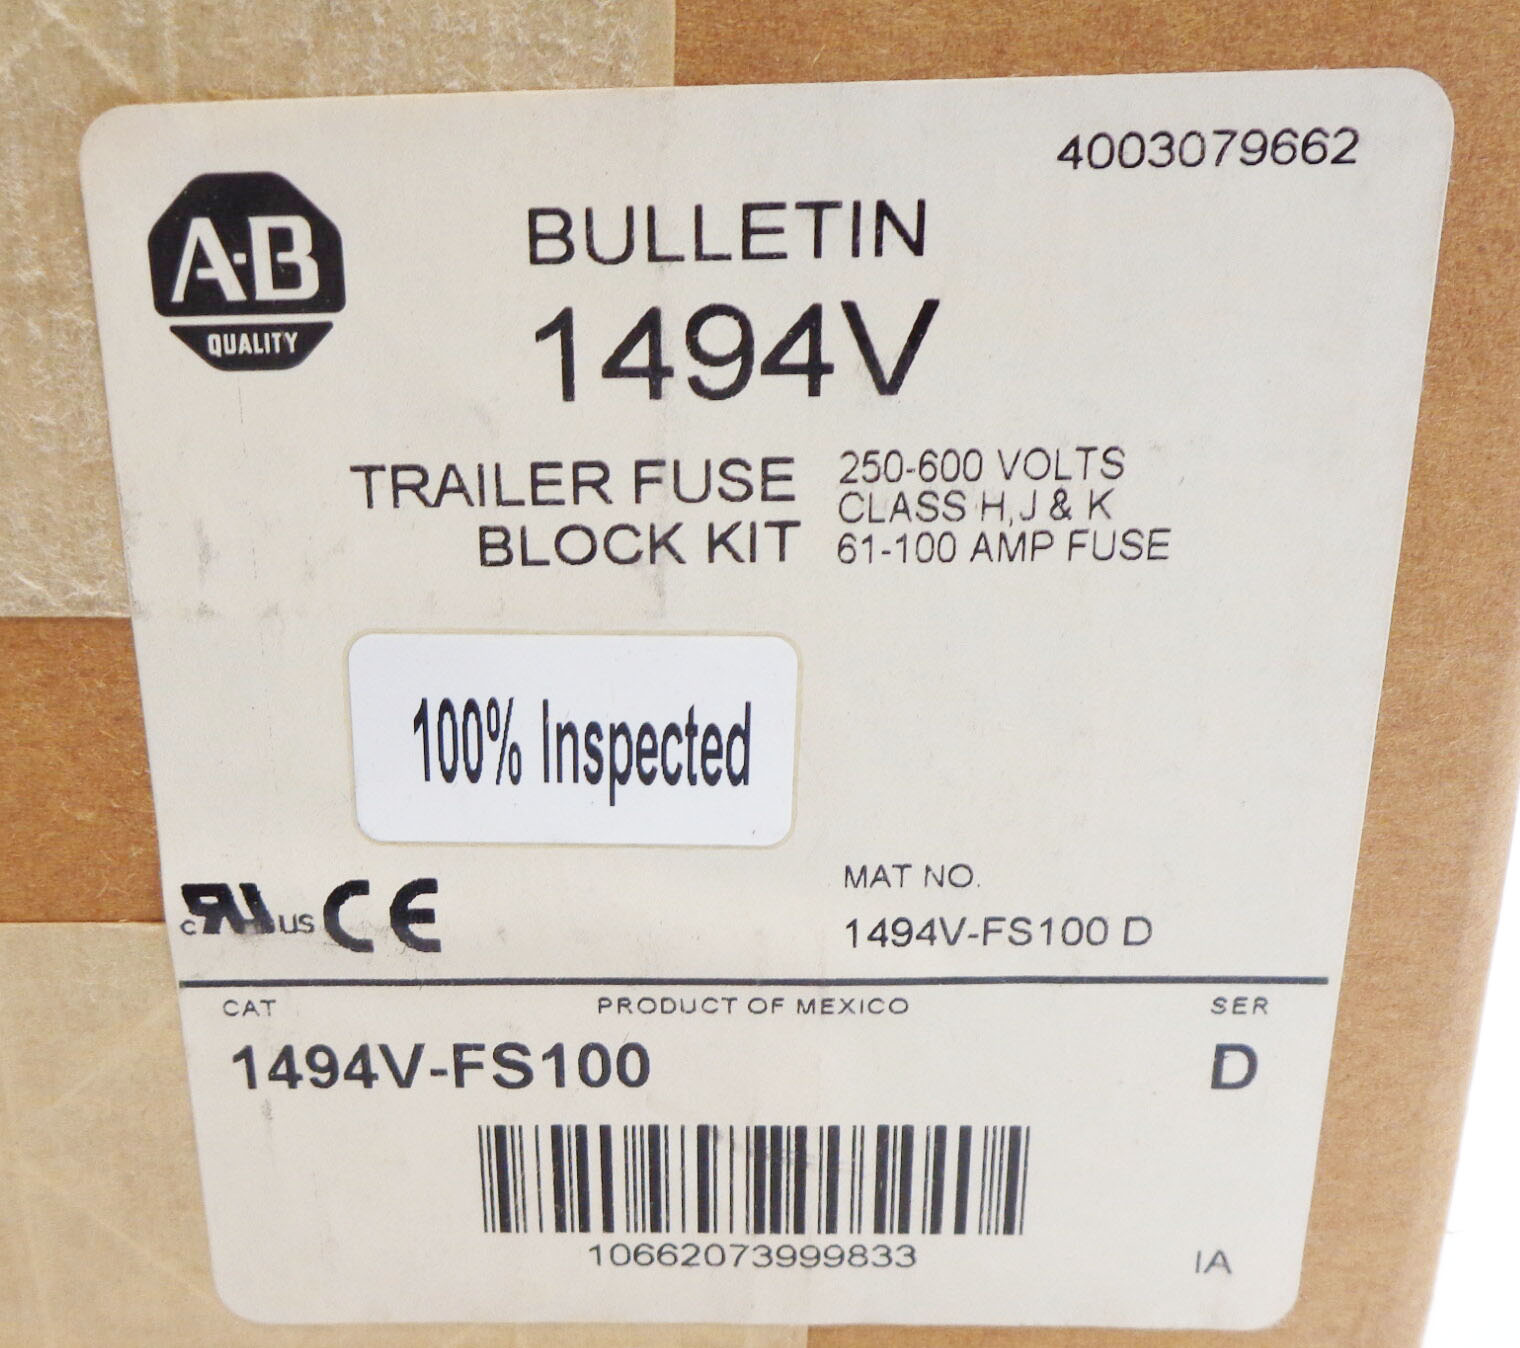 4003079662
A-B
QUALITY
BULLETIN
1494V
TRAILER FUSE
BLOCK KIT
250-600 VOLTS
CLASS H, J & K
61-100 AMP FUSE
100% Inspected
c RU US CE
MAT NO.
1494V-FS100 D
CAT
PRODUCT OF MEXICO
SER
1494V-FS100
D
10662073999833
IA